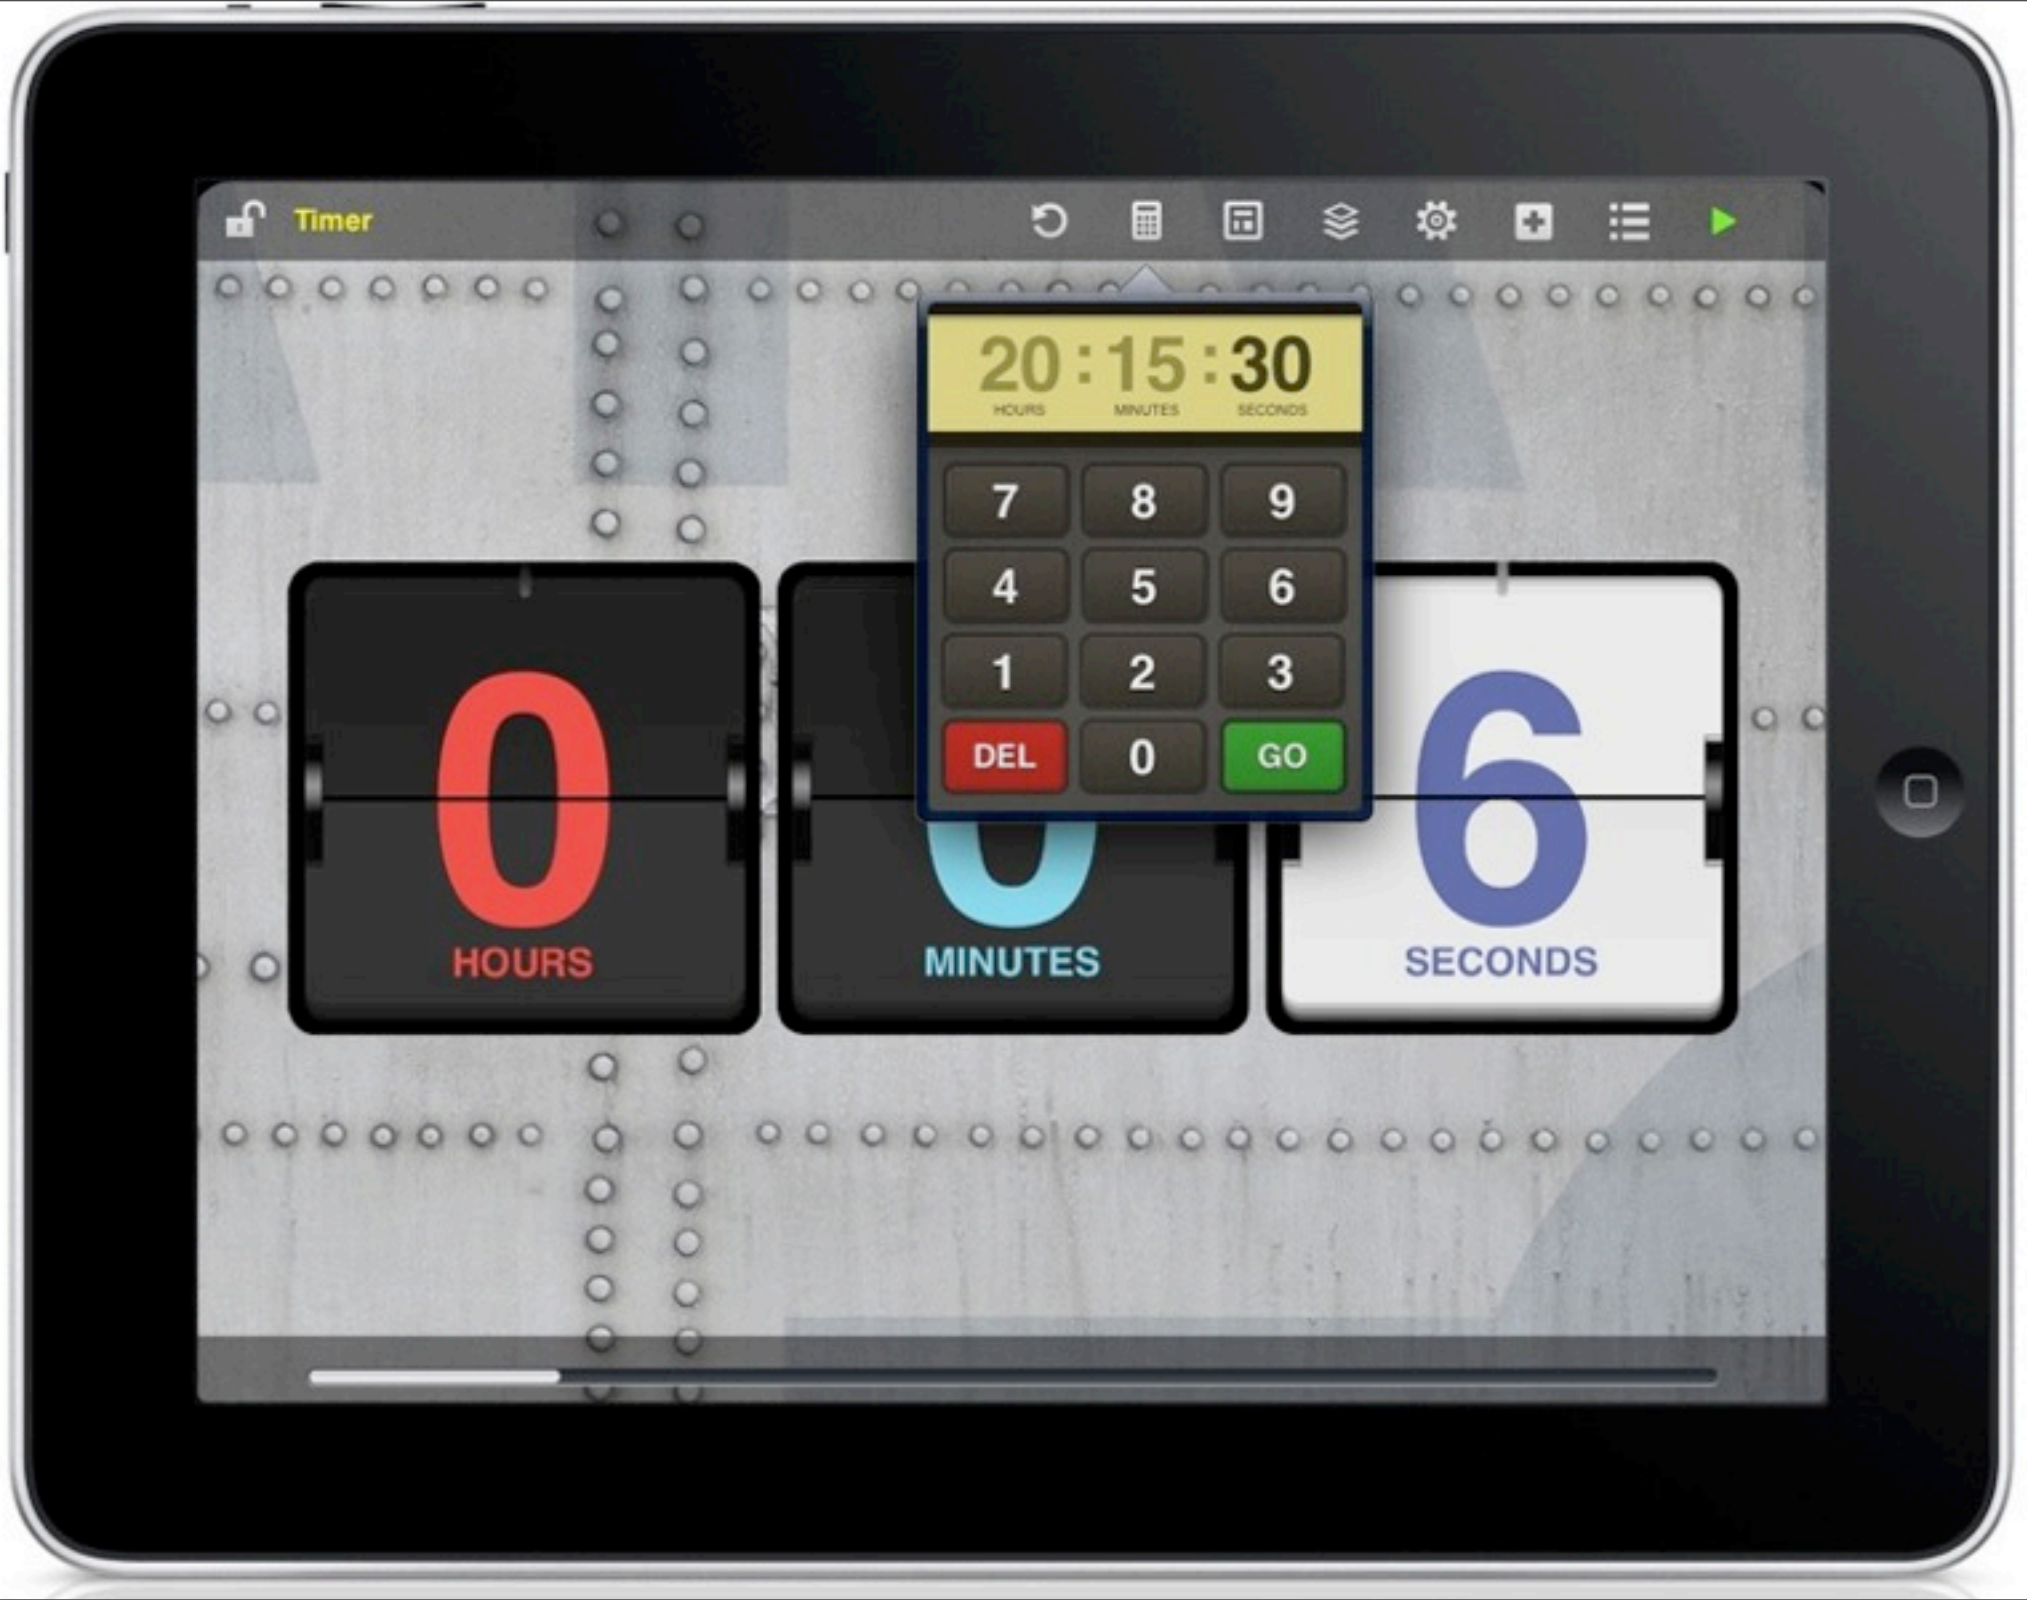 Timer
20:15:30
HOURS MINUTES SECONDS
7 8 9
4 5 6
1 2 3
DEL 0 GO
0 0 6
HOURS MINUTES SECONDS